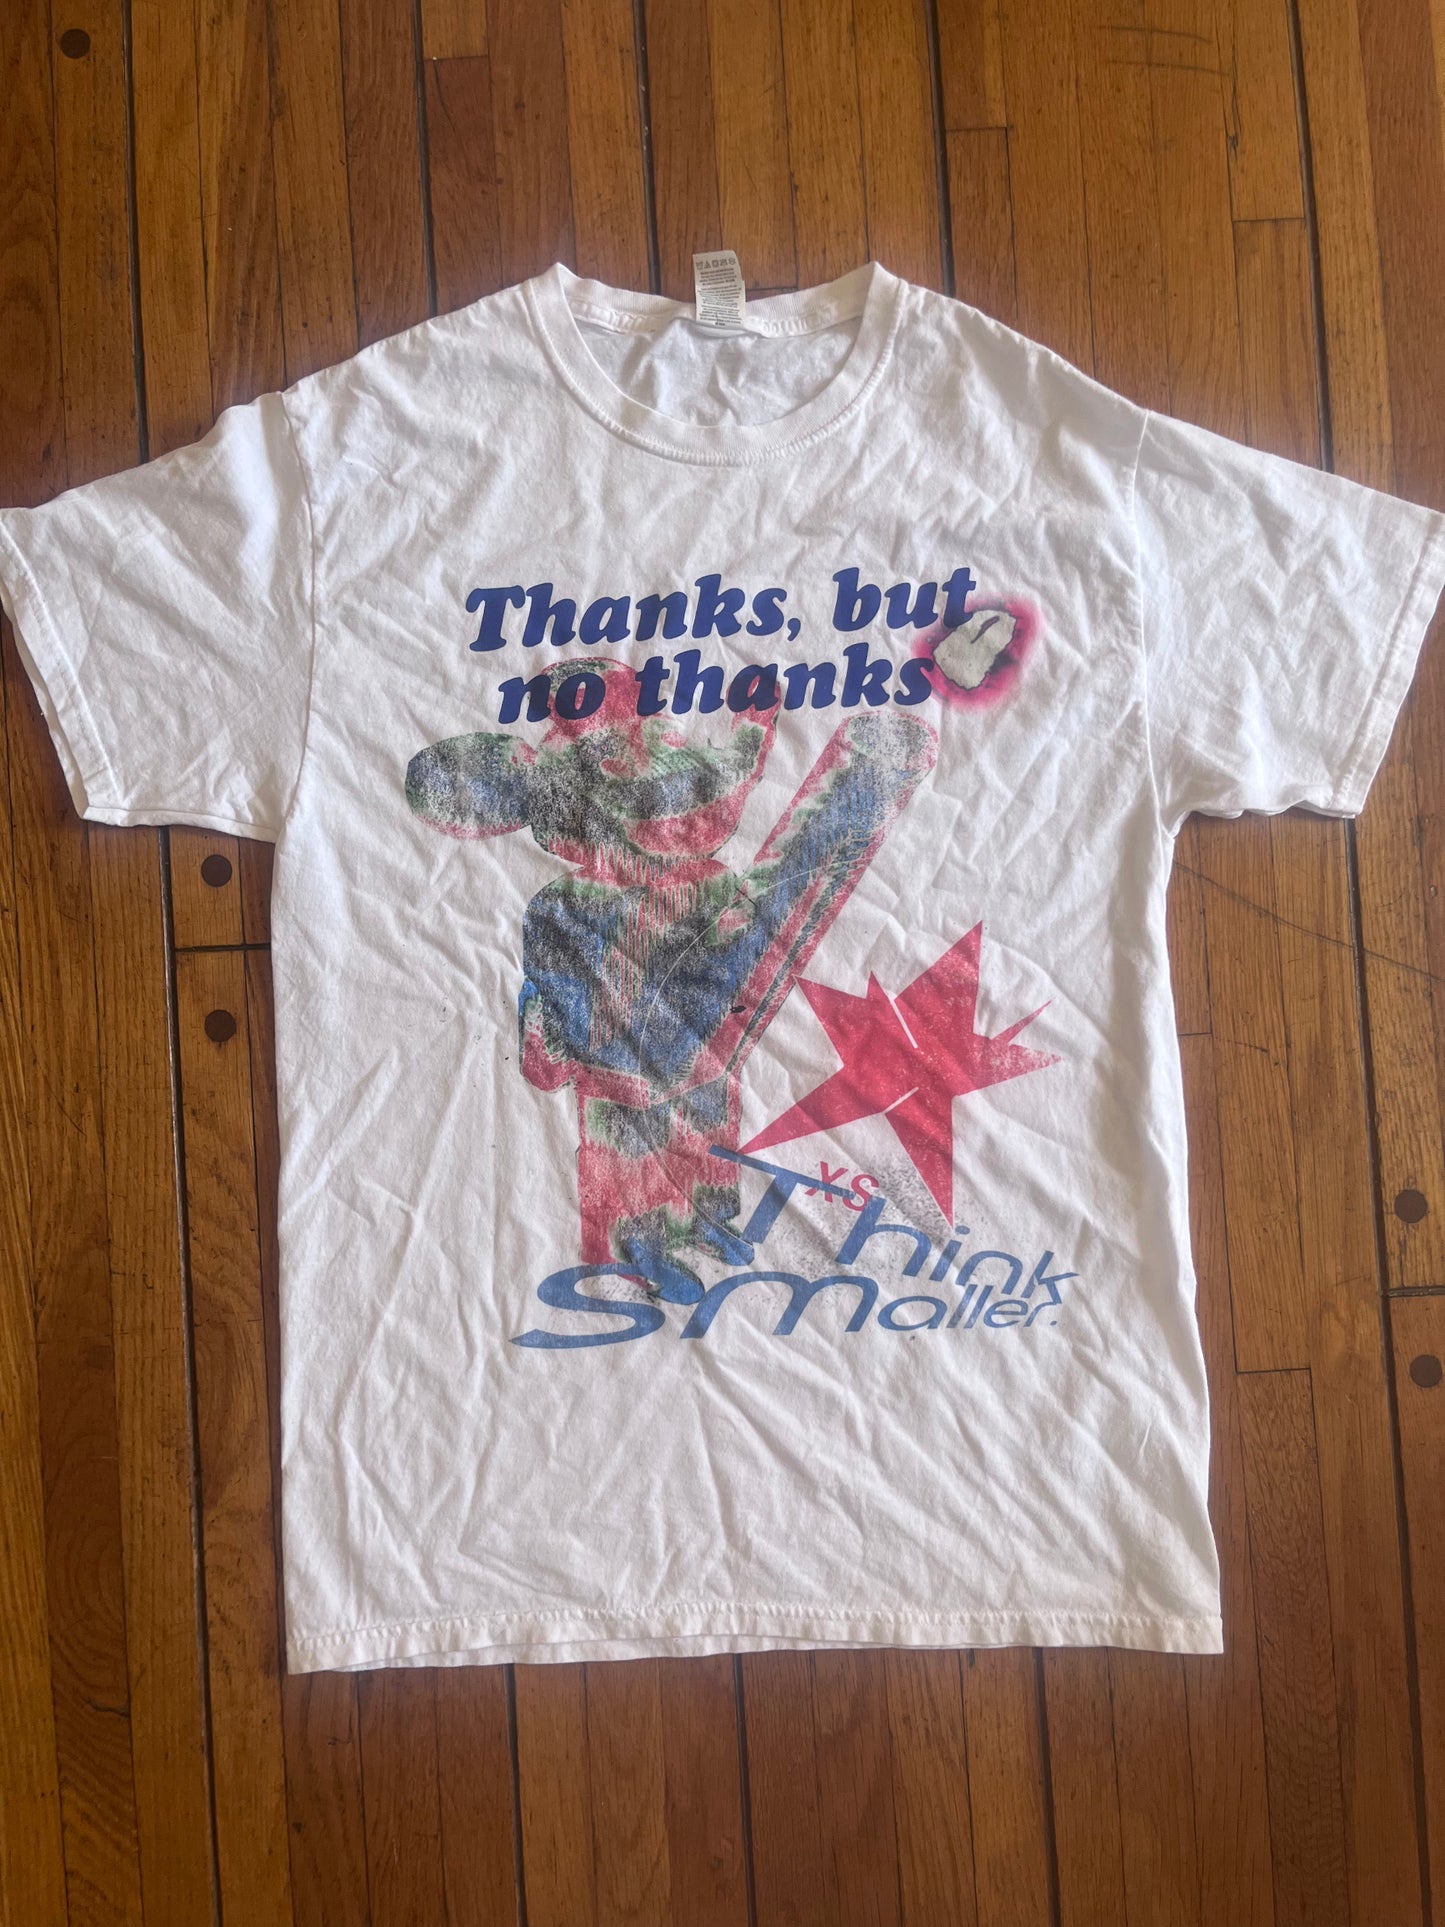 Thanks, but
no thanks
XS
Think
Smaller.